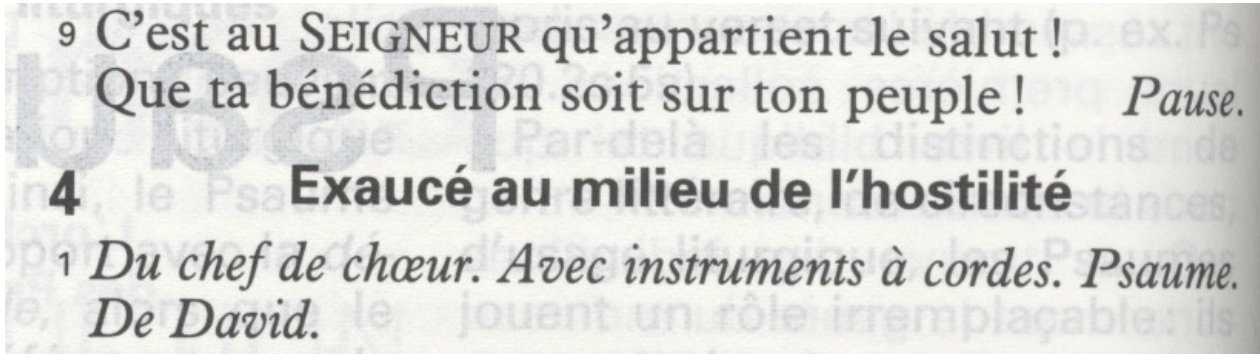 9 C'est au SEIGNEUR qu'appartient le salut !
Que ta bénédiction soit sur ton peuple ! Pause.
4 Exaucé au milieu de l'hostilité
1 Du chef de chœur. Avec instruments à cordes. Psaume.
De David.